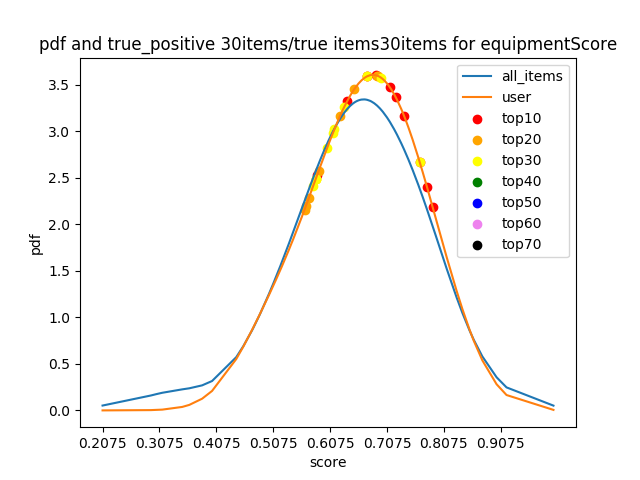 pdf and true_positive 30items/true items30items for equipmentScore
3.5
3.0
2.5
2.0
1.5
1.0
0.5
0.0
pdf
all_items
user
top10
top20
top30
top40
top50
top60
top70
0.2075 0.3075 0.4075 0.5075 0.6075 0.7075 0.8075 0.9075
score